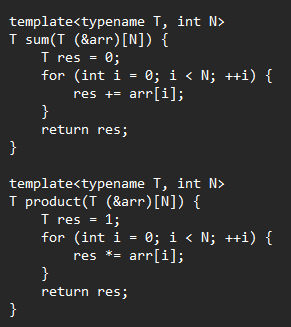 template<typename T, int N>
T sum(T (&arr)[N]) {
    T res = 0;
    for (int i = 0; i < N; ++i) {
        res += arr[i];
    }
    return res;
}

template<typename T, int N>
T product(T (&arr)[N]) {
    T res = 1;
    for (int i = 0; i < N; ++i) {
        res *= arr[i];
    }
    return res;
}